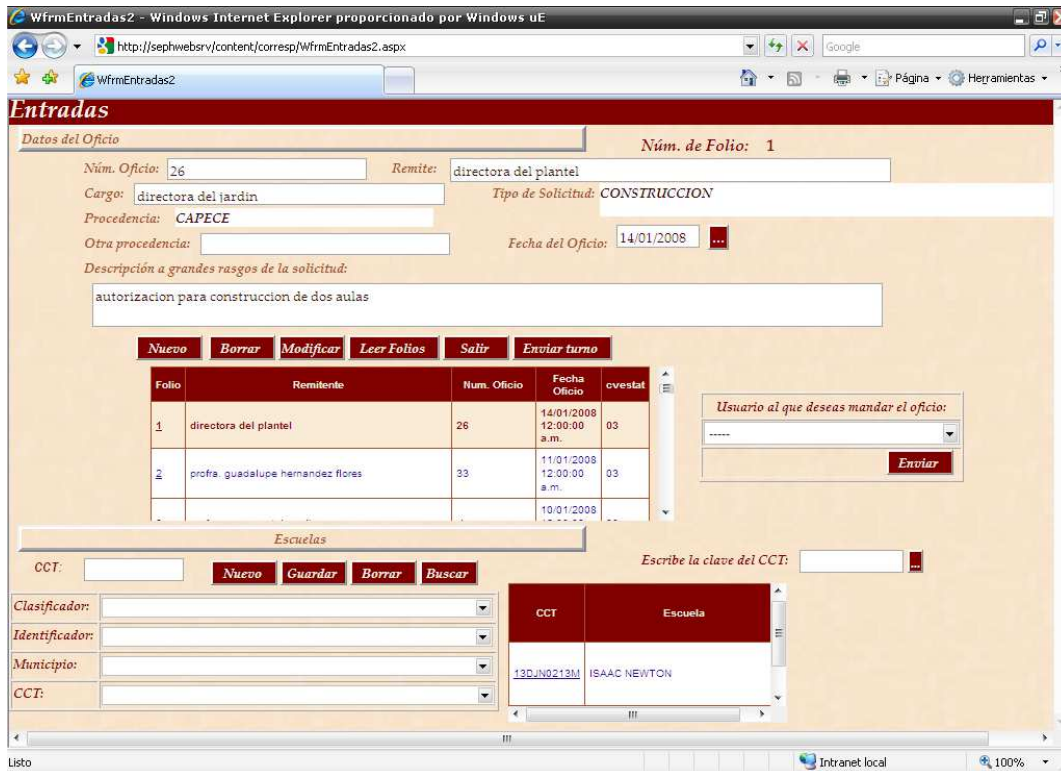 WfrmEntradas2 - Windows Internet Explorer proporcionado por Windows uE
http://sephwebsrv/content/corresp/WfrmEntradas2.aspx
Google
WfrmEntradas2
Página
Herramientas
Entradas
Datos del Oficio
Núm. de Folio: 1
Núm. Oficio: 26
Remite: directora del plantel
Cargo: directora del jardin
Tipo de Solicitud: CONSTRUCCION
Procedencia: CAPECE
Otra procedencia:
Fecha del Oficio: 14/01/2008 ...
Descripción a grandes rasgos de la solicitud:
autorizacion para construccion de dos aulas
Nuevo Borrar Modificar Leer Folios Salir Enviar turno
Folio Remitente Num. Oficio Fecha Oficio cvestat
1 directora del plantel 26 14/01/2008 12:00:00 a.m. 03
2 profra. guadalupe hernandez flores 33 11/01/2008 12:00:00 a.m. 03
10/01/2008
Usuario al que deseas mandar el oficio:
-----
Enviar
Escuelas
CCT:
Nuevo Guardar Borrar Buscar
Escribe la clave del CCT: ...
Clasificador:
Identificador:
Municipio:
CCT:
CCT Escuela
13DJN0213M ISAAC NEWTON
Listo
Intranet local
100%